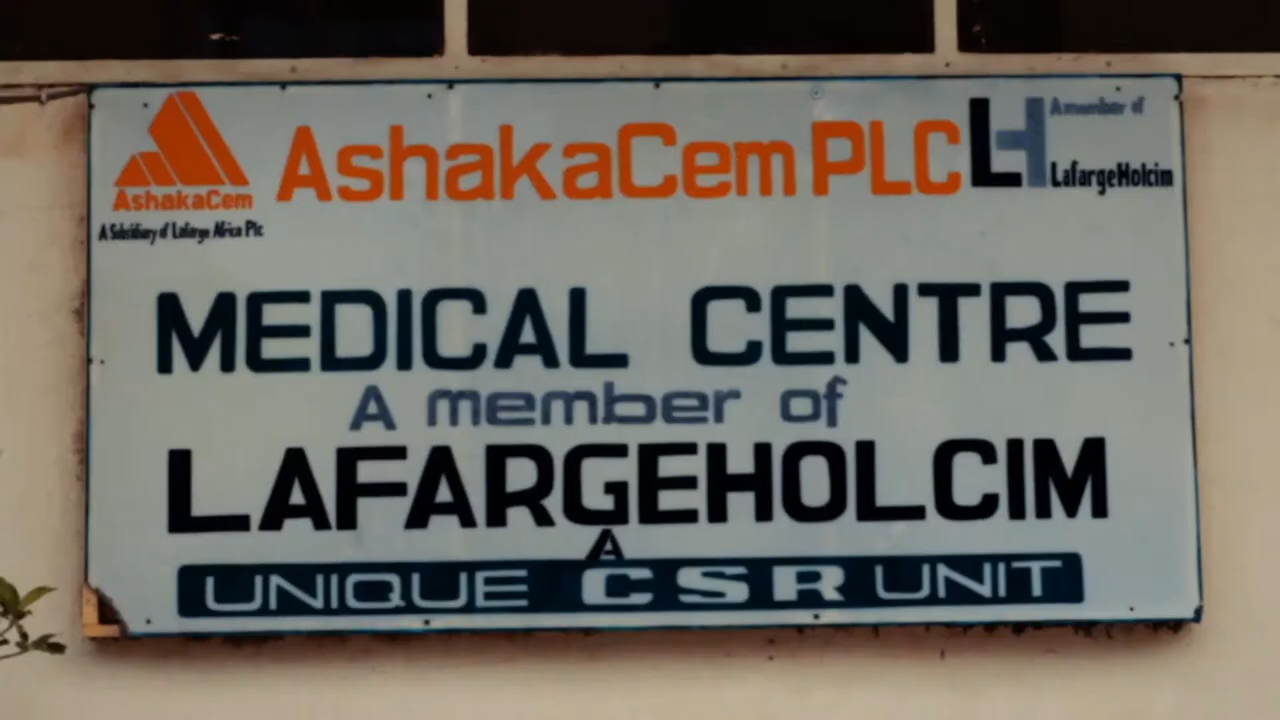 AshakaCem
A Subsidiary of Lafarge Africa Plc
AshakaCem PLC
LH
A member of
LafargeHolcim
MEDICAL CENTRE
A member of
LAFARGEHOLCIM
A
UNIQUE CSR UNIT